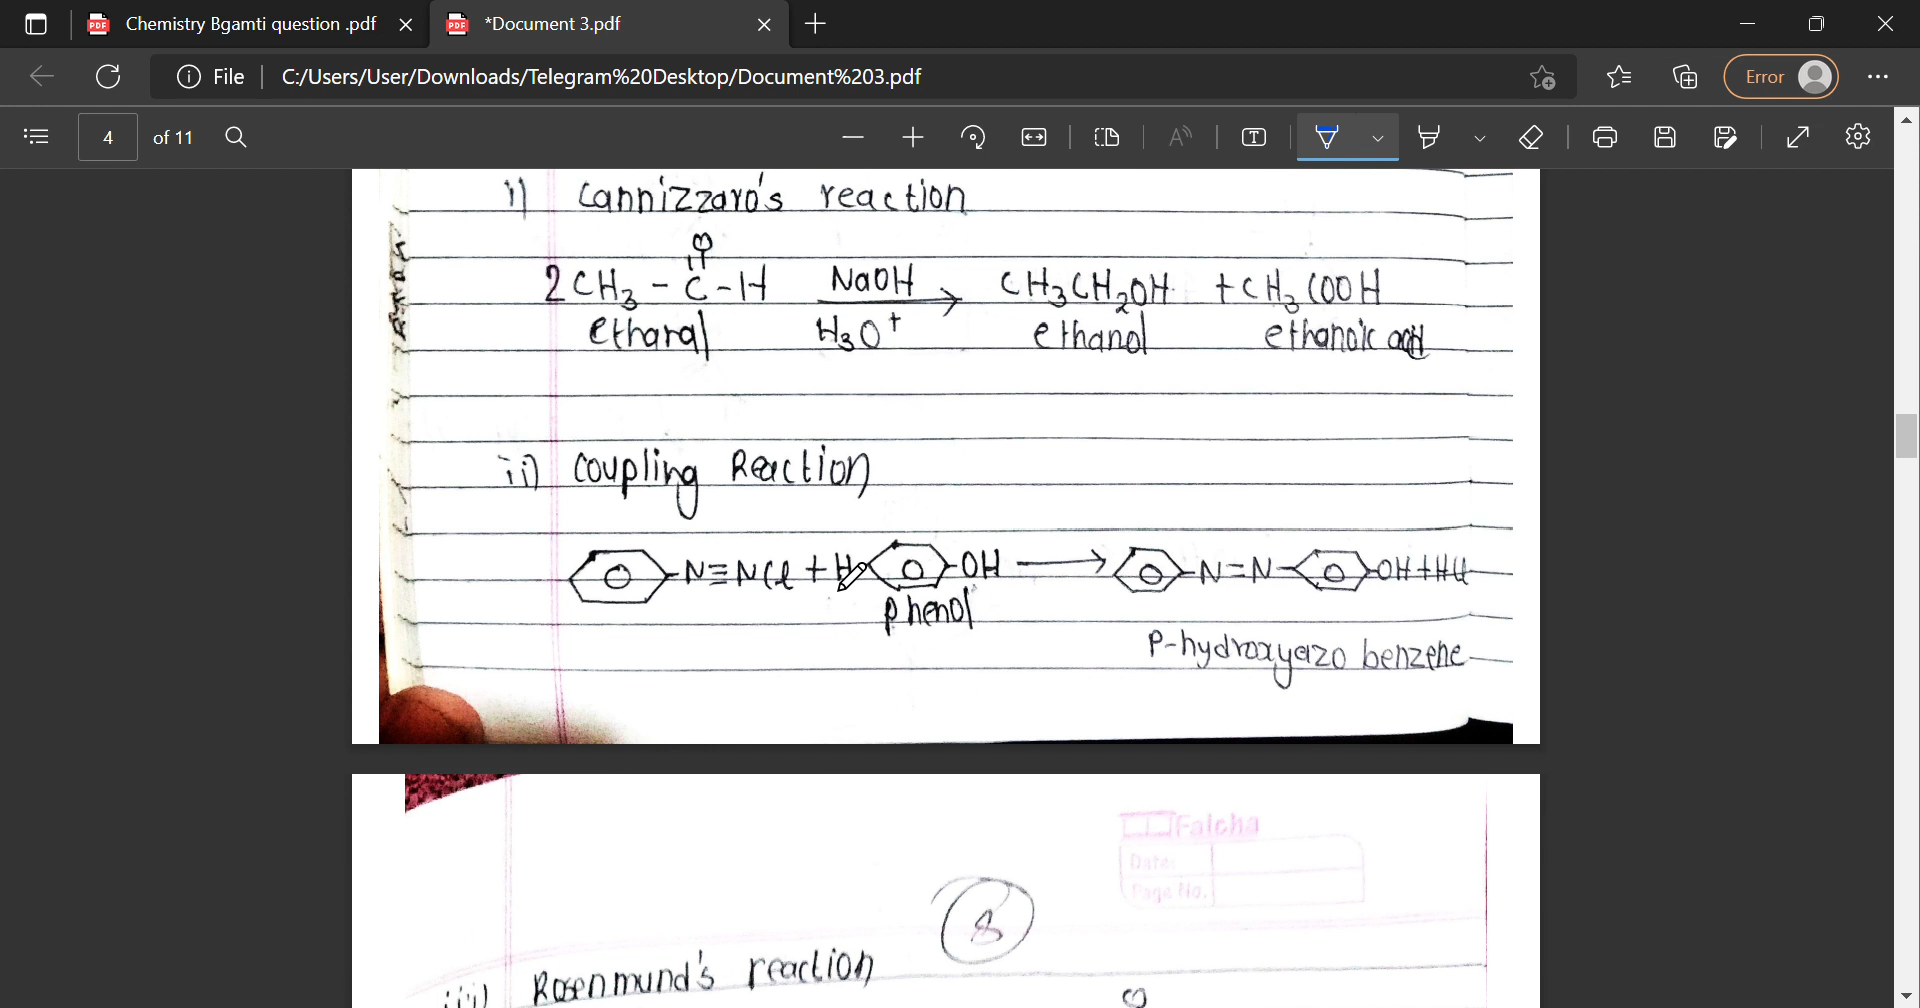 Chemistry Bgamti question .pdf
*Document 3.pdf
File
C:/Users/User/Downloads/Telegram%20Desktop/Document%203.pdf
Error
4 of 11
i) Cannizzaro's reaction
O
2CH₃-C-H NaOH CH₃CH₂OH + CH₃COOH
ethanal H₃O⁺ ethanol ethanoic acid
ii) Coupling Reaction
-N≡NCl + H -OH → -N=N- -OH + HCl
phenol
P-hydroxyazo benzene
Falcha
Date:
Page No.
8
iii) Rosenmund's reaction
O